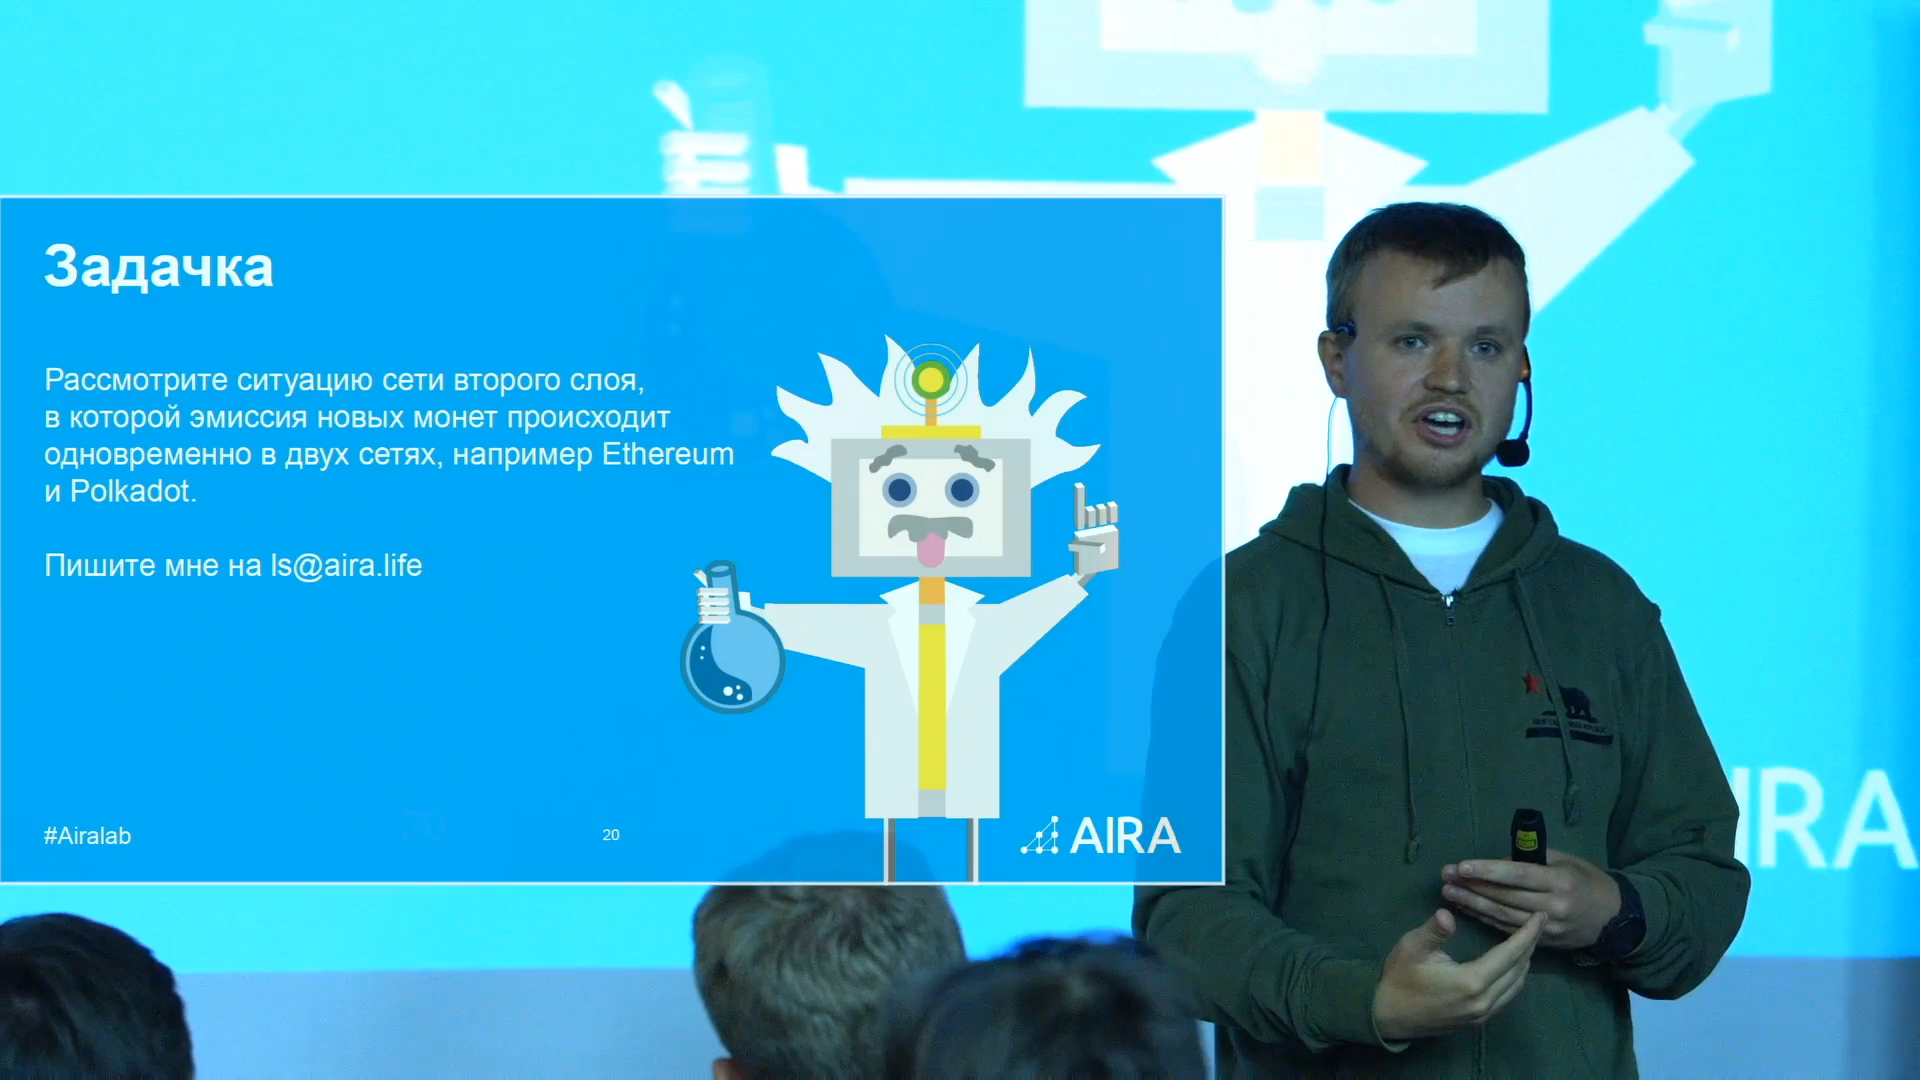 Задачка
Рассмотрите ситуацию сети второго слоя,
в которой эмиссия новых монет происходит
одновременно в двух сетях, например Ethereum
и Polkadot.
Пишите мне на ls@aira.life
#Airalab
20
AIRA
IRA